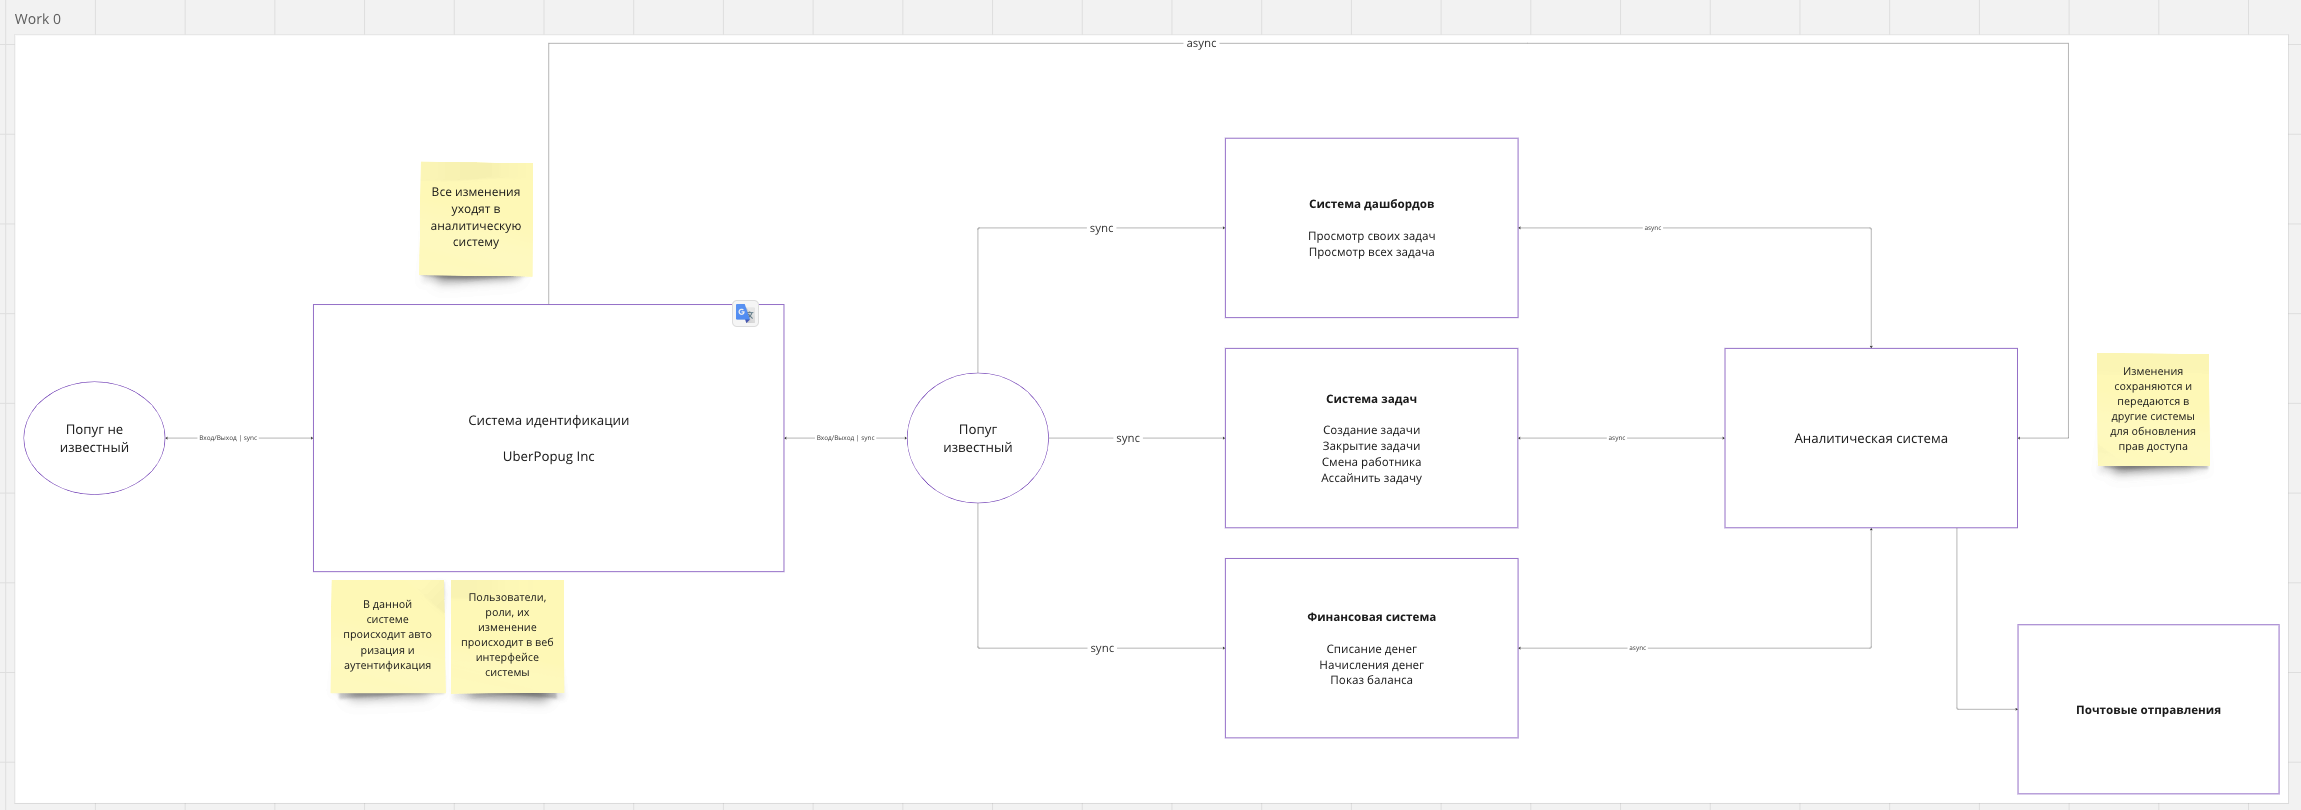 Work 0
async
Все изменения
уходят в
аналитическую
систему
Попуг не
известный
Вход/Выход | sync
Система идентификации
UberPopug Inc
В данной
системе
происходит авто
ризация и
аутентификация
Пользователи,
роли, их
изменение
происходит в веб
интерфейсе
системы
Вход/Выход | sync
Попуг
известный
sync
sync
sync
Система дашбордов
Просмотр своих задач
Просмотр всех задача
Система задач
Создание задачи
Закрытие задачи
Смена работника
Ассайнить задачу
Финансовая система
Списание денег
Начисления денег
Показ баланса
async
async
async
Аналитическая система
Изменения
сохраняются и
передаются в
другие системы
для обновления
прав доступа
Почтовые отправления